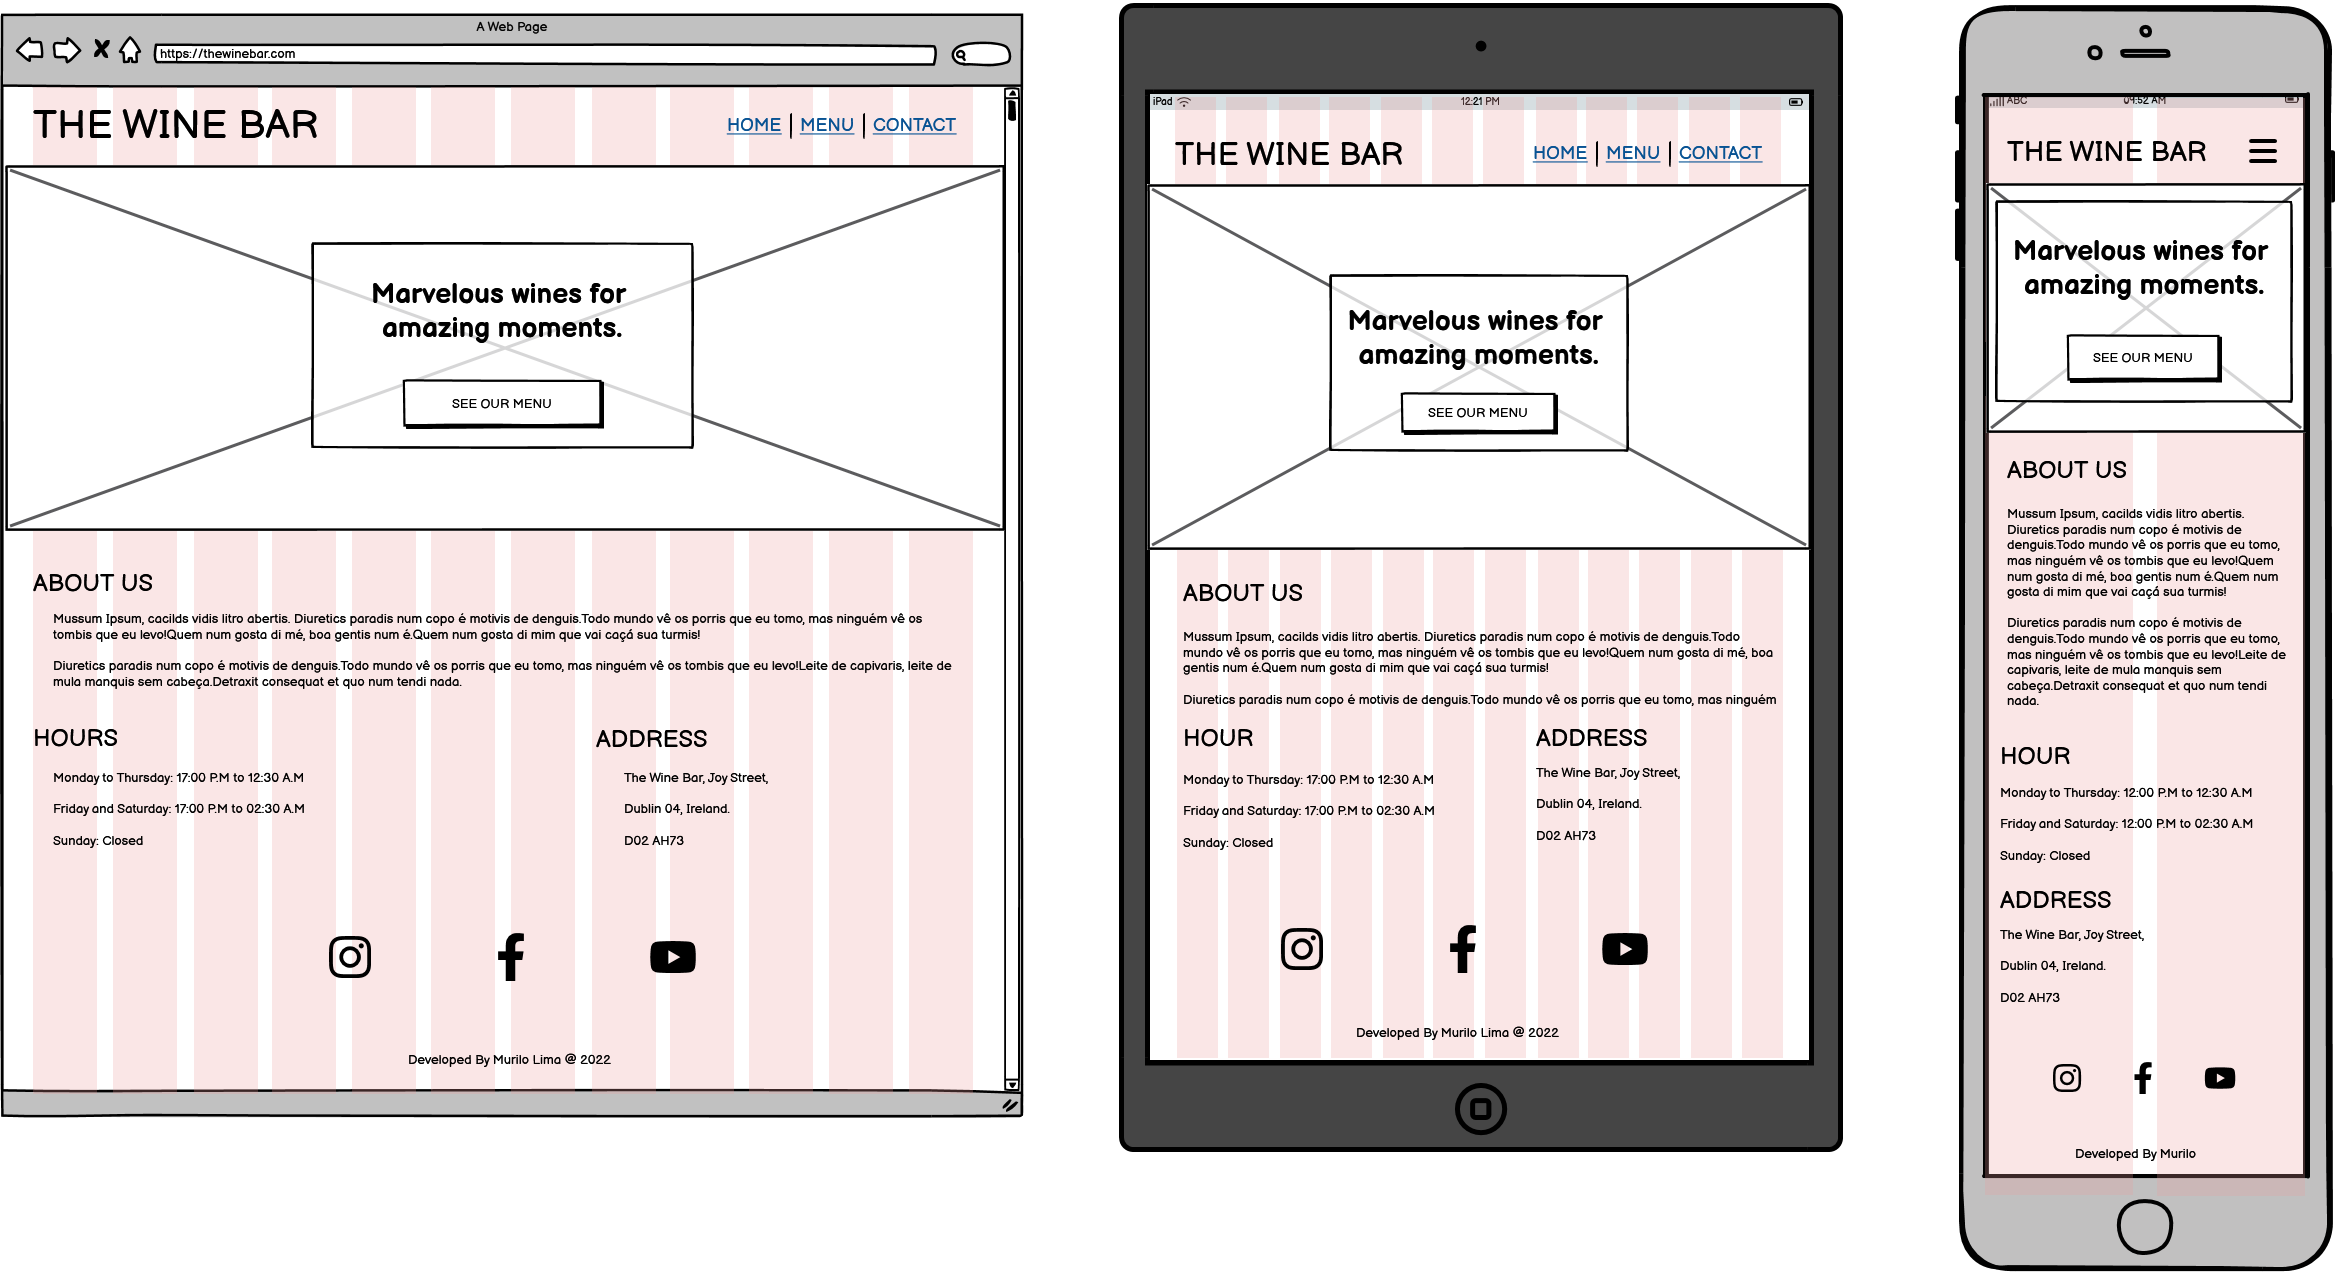 A Web Page
https://thewinebar.com
THE WINE BAR
HOME | MENU | CONTACT
Marvelous wines for
amazing moments.
SEE OUR MENU
ABOUT US
Mussum Ipsum, cacilds vidis litro abertis. Diuretics paradis num copo é motivis de denguis.Todo mundo vê os porris que eu tomo, mas ninguém vê os
tombis que eu levo!Quem num gosta di mé, boa gentis num é.Quem num gosta di mim que vai caçá sua turmis!
Diuretics paradis num copo é motivis de denguis.Todo mundo vê os porris que eu tomo, mas ninguém vê os tombis que eu levo!Leite de capivaris, leite de
mula manquis sem cabeça.Detraxit consequat et quo num tendi nada.
HOURS
Monday to Thursday: 17:00 P.M to 12:30 A.M
Friday and Saturday: 17:00 P.M to 02:30 A.M
Sunday: Closed
ADDRESS
The Wine Bar, Joy Street,
Dublin 04, Ireland.
D02 AH73
Developed By Murilo Lima @ 2022
iPad
12:21 PM
THE WINE BAR
HOME | MENU | CONTACT
Marvelous wines for
amazing moments.
SEE OUR MENU
ABOUT US
Mussum Ipsum, cacilds vidis litro abertis. Diuretics paradis num copo é motivis de denguis.Todo
mundo vê os porris que eu tomo, mas ninguém vê os tombis que eu levo!Quem num gosta di mé, boa
gentis num é.Quem num gosta di mim que vai caçá sua turmis!
Diuretics paradis num copo é motivis de denguis.Todo mundo vê os porris que eu tomo, mas ninguém
HOUR
Monday to Thursday: 17:00 P.M to 12:30 A.M
Friday and Saturday: 17:00 P.M to 02:30 A.M
Sunday: Closed
ADDRESS
The Wine Bar, Joy Street,
Dublin 04, Ireland.
D02 AH73
Developed By Murilo Lima @ 2022
ABC
09:52 AM
THE WINE BAR
Marvelous wines for
amazing moments.
SEE OUR MENU
ABOUT US
Mussum Ipsum, cacilds vidis litro abertis.
Diuretics paradis num copo é motivis de
denguis.Todo mundo vê os porris que eu tomo,
mas ninguém vê os tombis que eu levo!Quem
num gosta di mé, boa gentis num é.Quem num
gosta di mim que vai caçá sua turmis!
Diuretics paradis num copo é motivis de
denguis.Todo mundo vê os porris que eu tomo,
mas ninguém vê os tombis que eu levo!Leite de
capivaris, leite de mula manquis sem
cabeça.Detraxit consequat et quo num tendi
nada.
HOUR
Monday to Thursday: 12:00 P.M to 12:30 A.M
Friday and Saturday: 12:00 P.M to 02:30 A.M
Sunday: Closed
ADDRESS
The Wine Bar, Joy Street,
Dublin 04, Ireland.
D02 AH73
Developed By Murilo